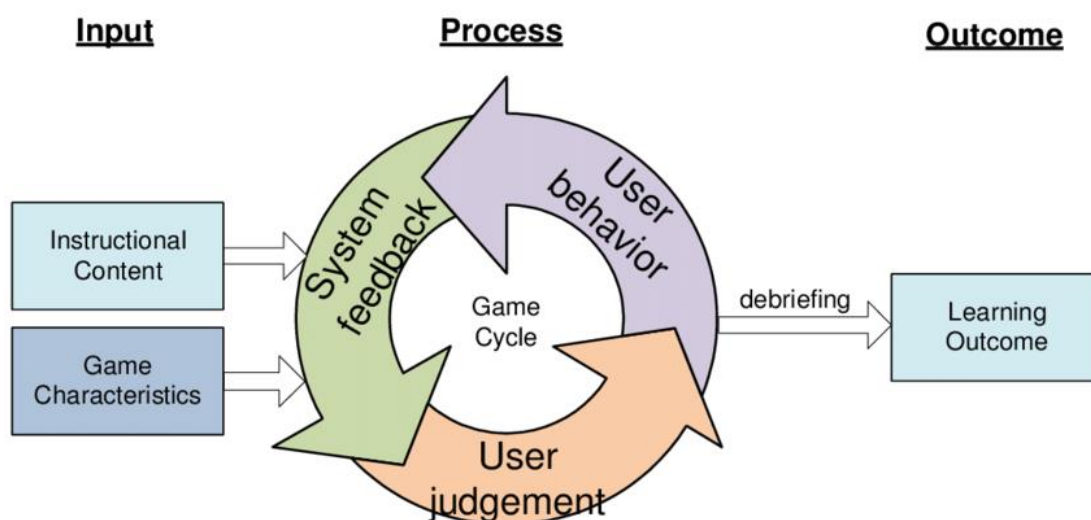 Input
Process
Outcome
Instructional
Content
Game
Characteristics
System
feedback
User
behavior
User
judgement
Game
Cycle
debriefing
Learning
Outcome